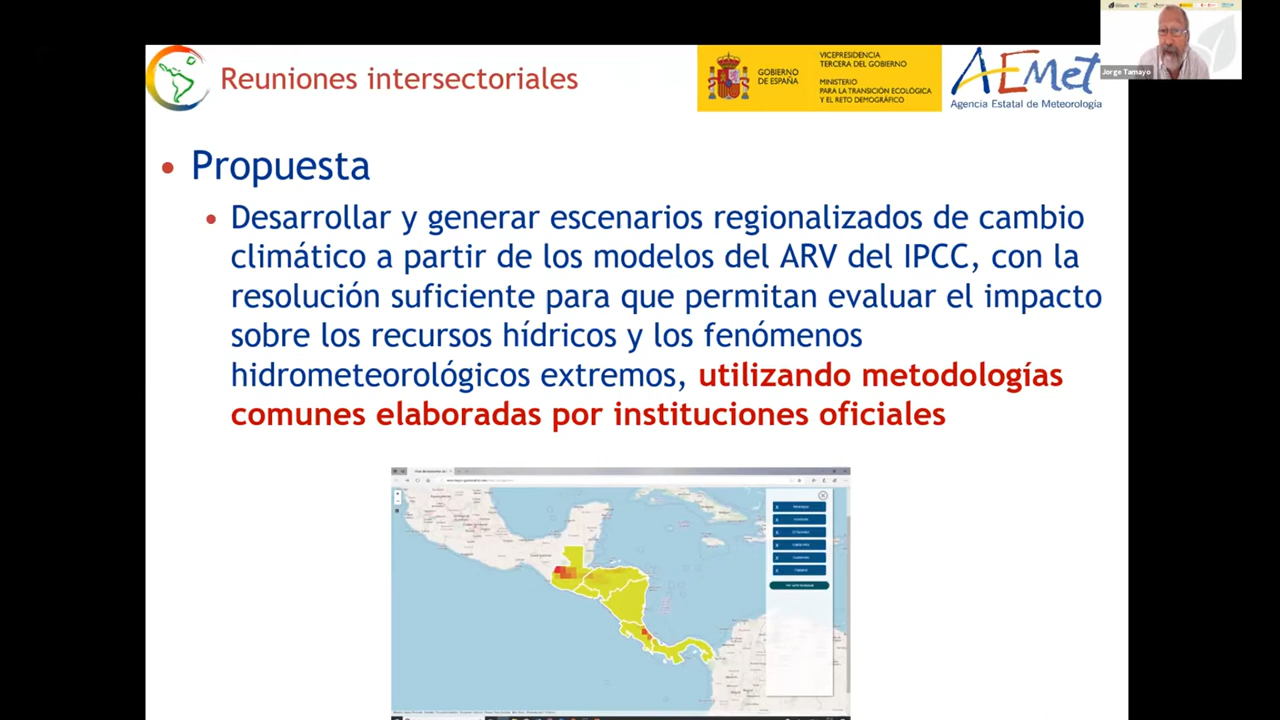 Reuniones intersectoriales
GOBIERNO
DE ESPAÑA
VICEPRESIDENCIA
TERCERA DEL GOBIERNO
MINISTERIO
PARA LA TRANSICIÓN ECOLÓGICA
Y EL RETO DEMOGRÁFICO
AEMet
Agencia Estatal de Meteorología
Jorge Tamayo
• Propuesta
• Desarrollar y generar escenarios regionalizados de cambio
climático a partir de los modelos del ARV del IPCC, con la
resolución suficiente para que permitan evaluar el impacto
sobre los recursos hídricos y los fenómenos
hidrometeorológicos extremos, utilizando metodologías
comunes elaboradas por instituciones oficiales